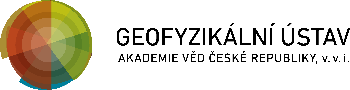 GEOFYZIKÁLNÍ ÚSTAV
AKADEMIE VĚD ČESKÉ REPUBLIKY, v. v. i.